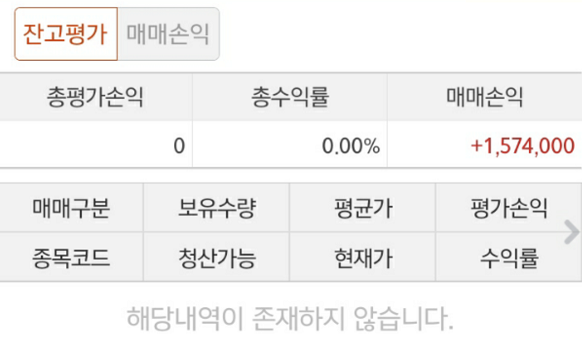 잔고평가 매매손익
총평가손익 총수익률 매매손익
0 0.00% +1,574,000
매매구분 보유수량 평균가 평가손익
종목코드 청산가능 현재가 수익률
해당내역이 존재하지 않습니다.